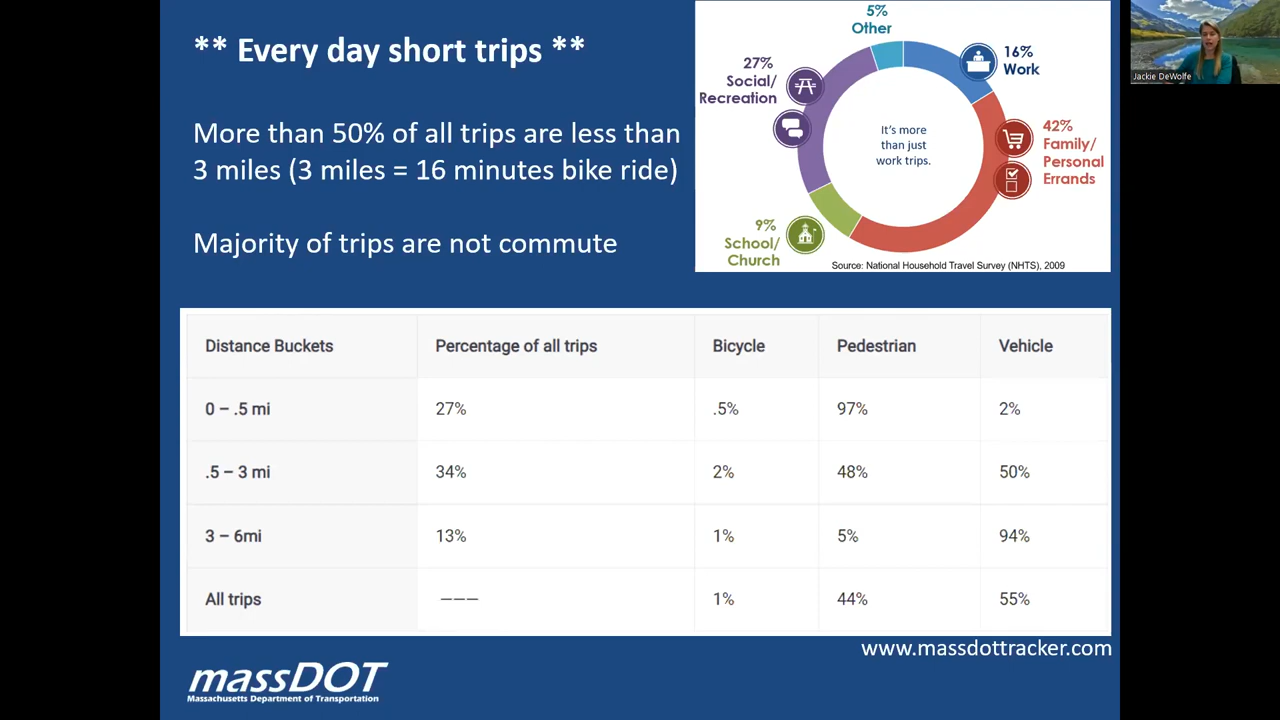 ** Every day short trips **
More than 50% of all trips are less than
3 miles (3 miles = 16 minutes bike ride)
Majority of trips are not commute
5%
Other
16%
Work
27%
Social/
Recreation
42%
Family/
Personal
Errands
It's more
than just
work trips.
9%
School/
Church
Source: National Household Travel Survey (NHTS), 2009
Jackie DeWolfe
Distance Buckets Percentage of all trips Bicycle Pedestrian Vehicle
0 – .5 mi 27% .5% 97% 2%
.5 – 3 mi 34% 2% 48% 50%
3 – 6mi 13% 1% 5% 94%
All trips ––– 1% 44% 55%
www.massdottracker.com
massDOT
Massachusetts Department of Transportation